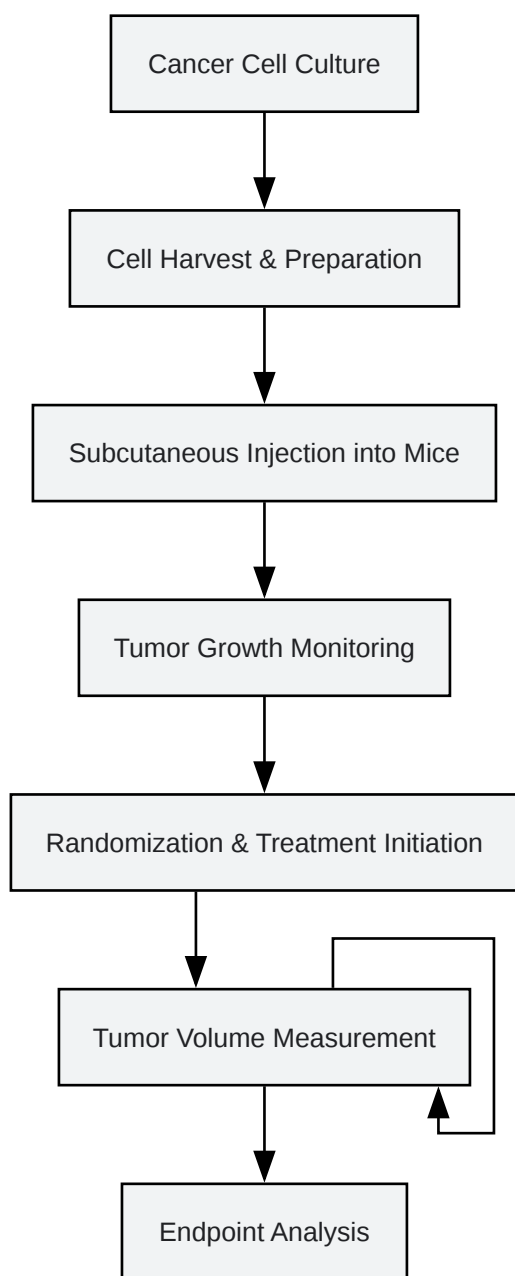 Cancer Cell Culture
Cell Harvest & Preparation
Subcutaneous Injection into Mice
Tumor Growth Monitoring
Randomization & Treatment Initiation
Tumor Volume Measurement
Endpoint Analysis